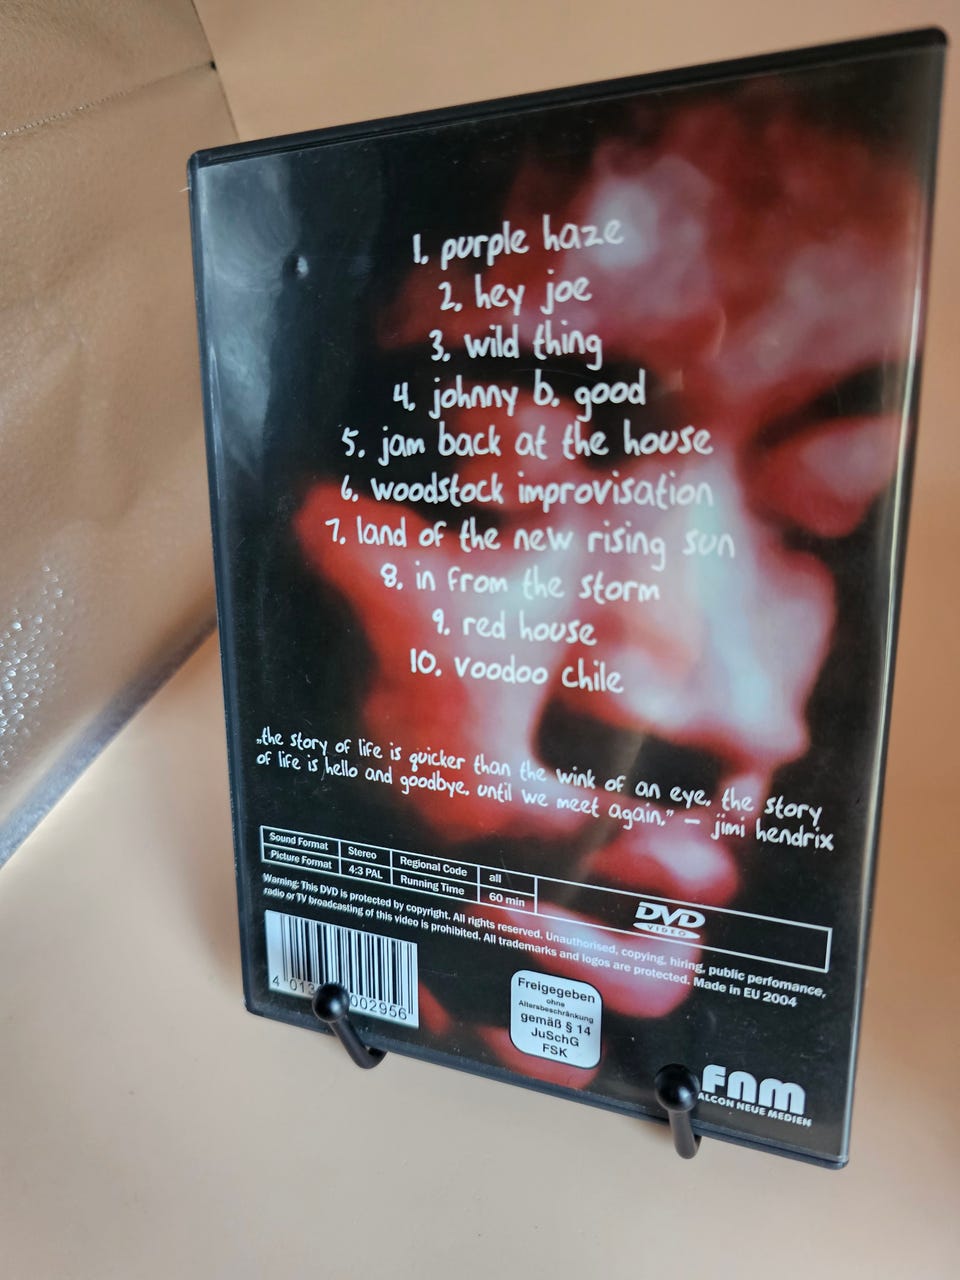 1. purple haze
2. hey joe
3. wild thing
4. johnny b. good
5. jam back at the house
6. woodstock improvisation
7. land of the new rising sun
8. in from the storm
9. red house
10. voodoo chile
„the story of life is quicker than the wink of an eye. the story
of life is hello and goodbye. until we meet again.” – jimi hendrix
Sound Format Stereo Regional Code all
Picture Format 4:3 PAL Running Time 60 min
DVD
VIDEO
Warning: This DVD is protected by copyright. All rights reserved. Unauthorised, copying, hiring, public perfomance,
radio or TV broadcasting of this video is prohibited. All trademarks and logos are protected. Made in EU 2004
4 013 002956
Freigegeben
ohne
Altersbeschränkung
gemäß § 14
JuSchG
FSK
FNM
ALCON NEUE MEDIEN